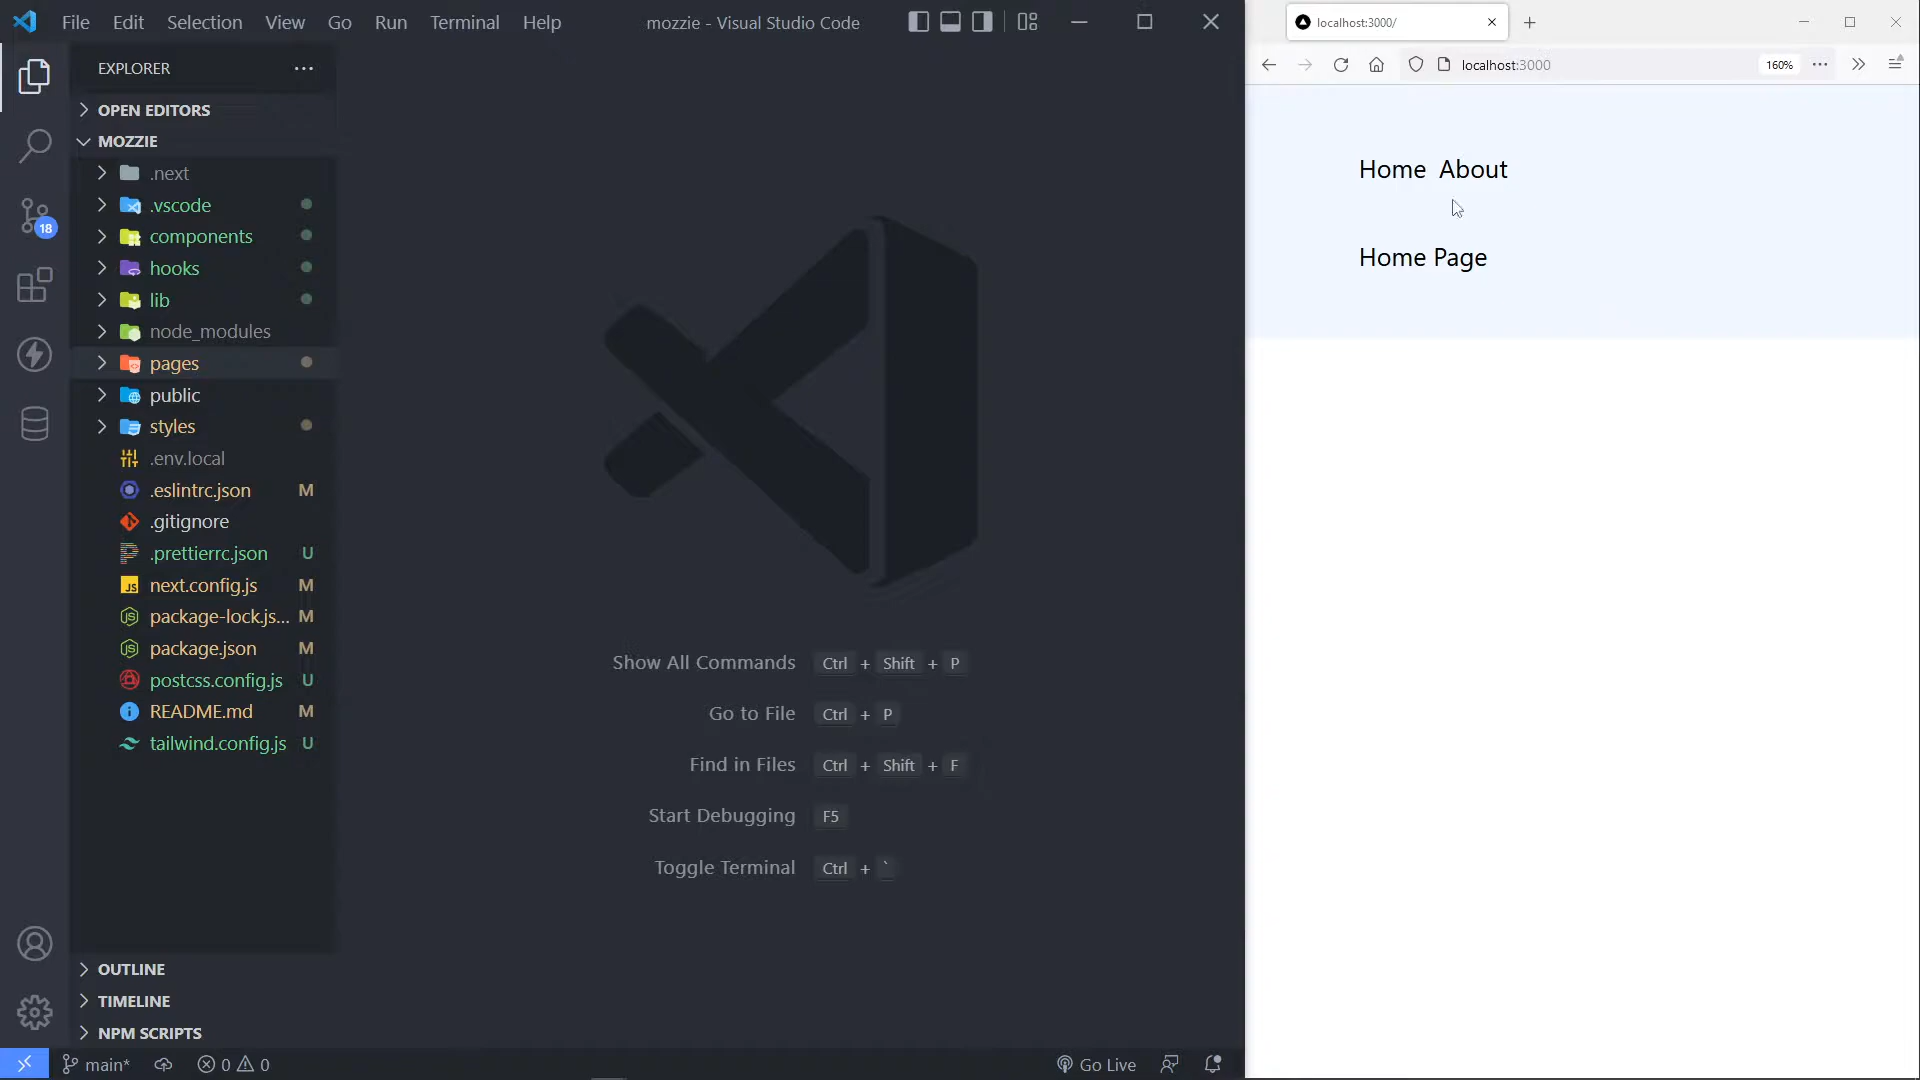 File Edit Selection View Go Run Terminal Help
mozzie - Visual Studio Code
EXPLORER
OPEN EDITORS
MOZZIE
.next
.vscode
components
hooks
lib
node_modules
pages
public
styles
.env.local
.eslintrc.json M
.gitignore
.prettierrc.json U
next.config.js M
package-lock.js... M
package.json M
postcss.config.js U
README.md M
tailwind.config.js U
OUTLINE
TIMELINE
NPM SCRIPTS
18
Show All Commands Ctrl + Shift + P
Go to File Ctrl + P
Find in Files Ctrl + Shift + F
Start Debugging F5
Toggle Terminal Ctrl + `
main* 0 0 Go Live
localhost:3000/
localhost:3000 160%
Home About
Home Page